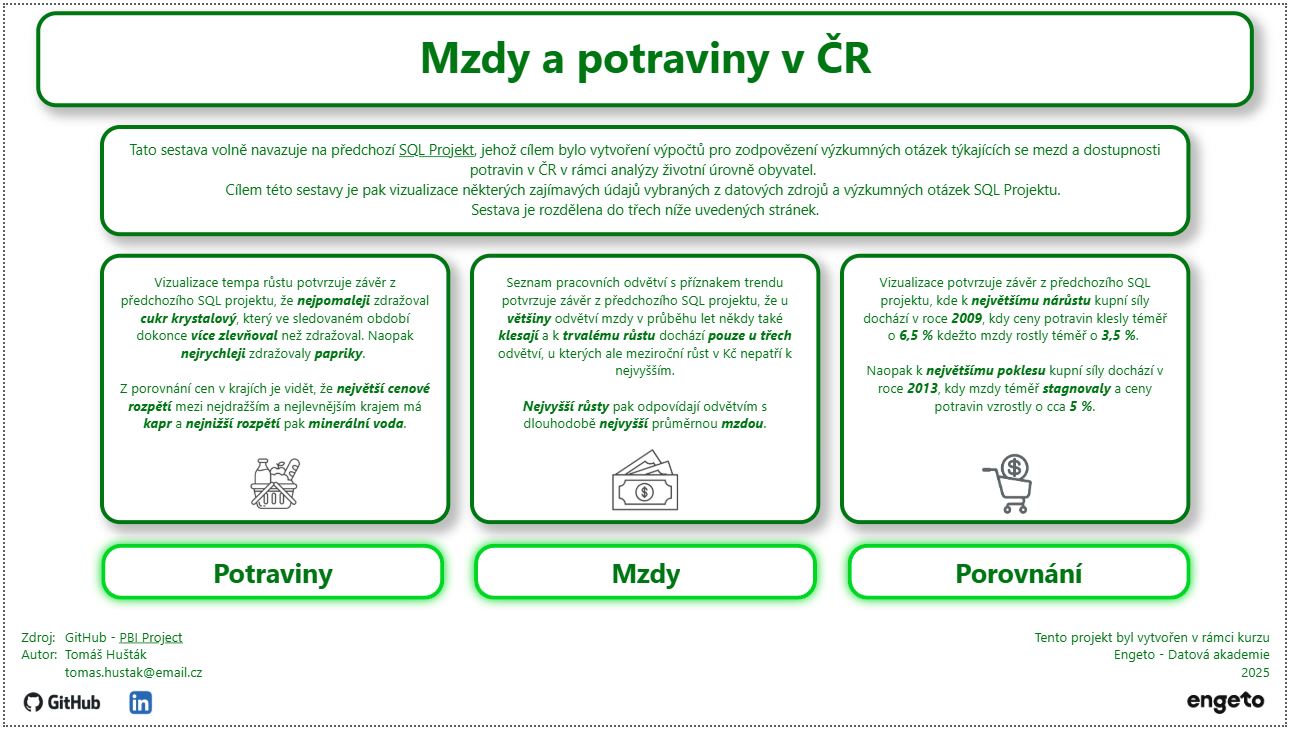 Mzdy a potraviny v ČR
Tato sestava volně navazuje na předchozí SQL Projekt, jehož cílem bylo vytvoření výpočtů pro zodpovězení výzkumných otázek týkajících se mezd a dostupnosti
potravin v ČR v rámci analýzy životní úrovně obyvatel.
Cílem této sestavy je pak vizualizace některých zajímavých údajů vybraných z datových zdrojů a výzkumných otázek SQL Projektu.
Sestava je rozdělena do třech níže uvedených stránek.
Vizualizace tempa růstu potvrzuje závěr z
předchozího SQL projektu, že nejpomaleji zdražoval
cukr krystalový, který ve sledovaném období
dokonce více zlevňoval než zdražoval. Naopak
nejrychleji zdražovaly papriky.
Z porovnání cen v krajích je vidět, že největší cenové
rozpětí mezi nejdražším a nejlevnějším krajem má
kapr a nejnižší rozpětí pak minerální voda.
Seznam pracovních odvětví s příznakem trendu
potvrzuje závěr z předchozího SQL projektu, že u
většiny odvětví mzdy v průběhu let někdy také
klesají a k trvalému růstu dochází pouze u třech
odvětví, u kterých ale meziroční růst v Kč nepatří k
nejvyšším.
Nejvyšší růsty pak odpovídají odvětvím s
dlouhodobě nejvyšší průměrnou mzdou.
Vizualizace potvrzuje závěr z předchozího SQL
projektu, kde k největšímu nárůstu kupní síly
dochází v roce 2009, kdy ceny potravin klesly téměř
o 6,5 % kdežto mzdy rostly téměř o 3,5 %.
Naopak k největšímu poklesu kupní síly dochází v
roce 2013, kdy mzdy téměř stagnovaly a ceny
potravin vzrostly o cca 5 %.
Potraviny
Mzdy
Porovnání
Zdroj: GitHub - PBI Project
Autor: Tomáš Hušták
tomas.hustak@email.cz
GitHub
in
Tento projekt byl vytvořen v rámci kurzu
Engeto - Datová akademie
2025
engeto